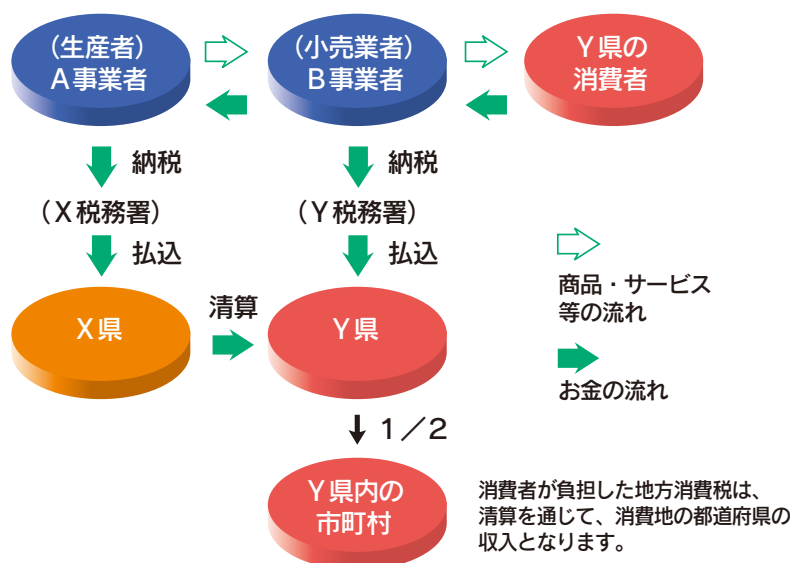 (生産者)
A事業者
(小売業者)
B事業者
Y県の
消費者
納税
納税
(X税務署)
(Y税務署)
払込
払込
商品・サービス
等の流れ
X県
清算
Y県
お金の流れ
1/2
Y県内の
市町村
消費者が負担した地方消費税は、
清算を通じて、消費地の都道府県の
収入となります。